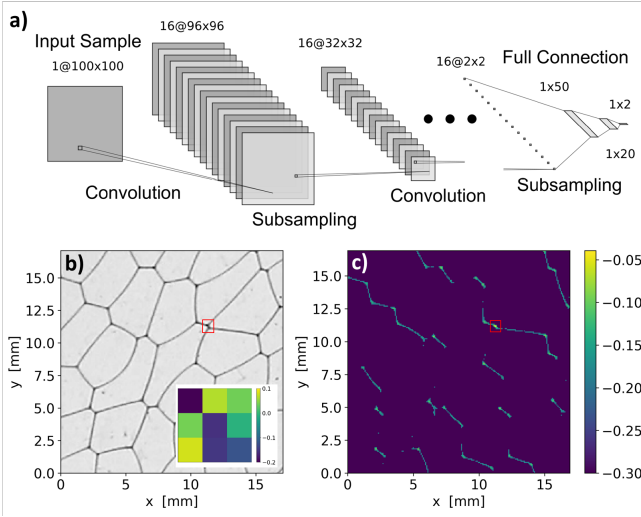 a)
Input Sample
1@100x100
16@96x96
16@32x32
16@2x2
Full Connection
1x50
1x2
1x20
Convolution
Subsampling
Convolution
Subsampling
b)
15.0
12.5
10.0
7.5
5.0
2.5
0.0
y [mm]
0
5
10
15
x [mm]
0.1
0.0
−0.1
−0.2
c)
15.0
12.5
10.0
7.5
5.0
2.5
0.0
y [mm]
0
5
10
15
x [mm]
−0.05
−0.10
−0.15
−0.20
−0.25
−0.30